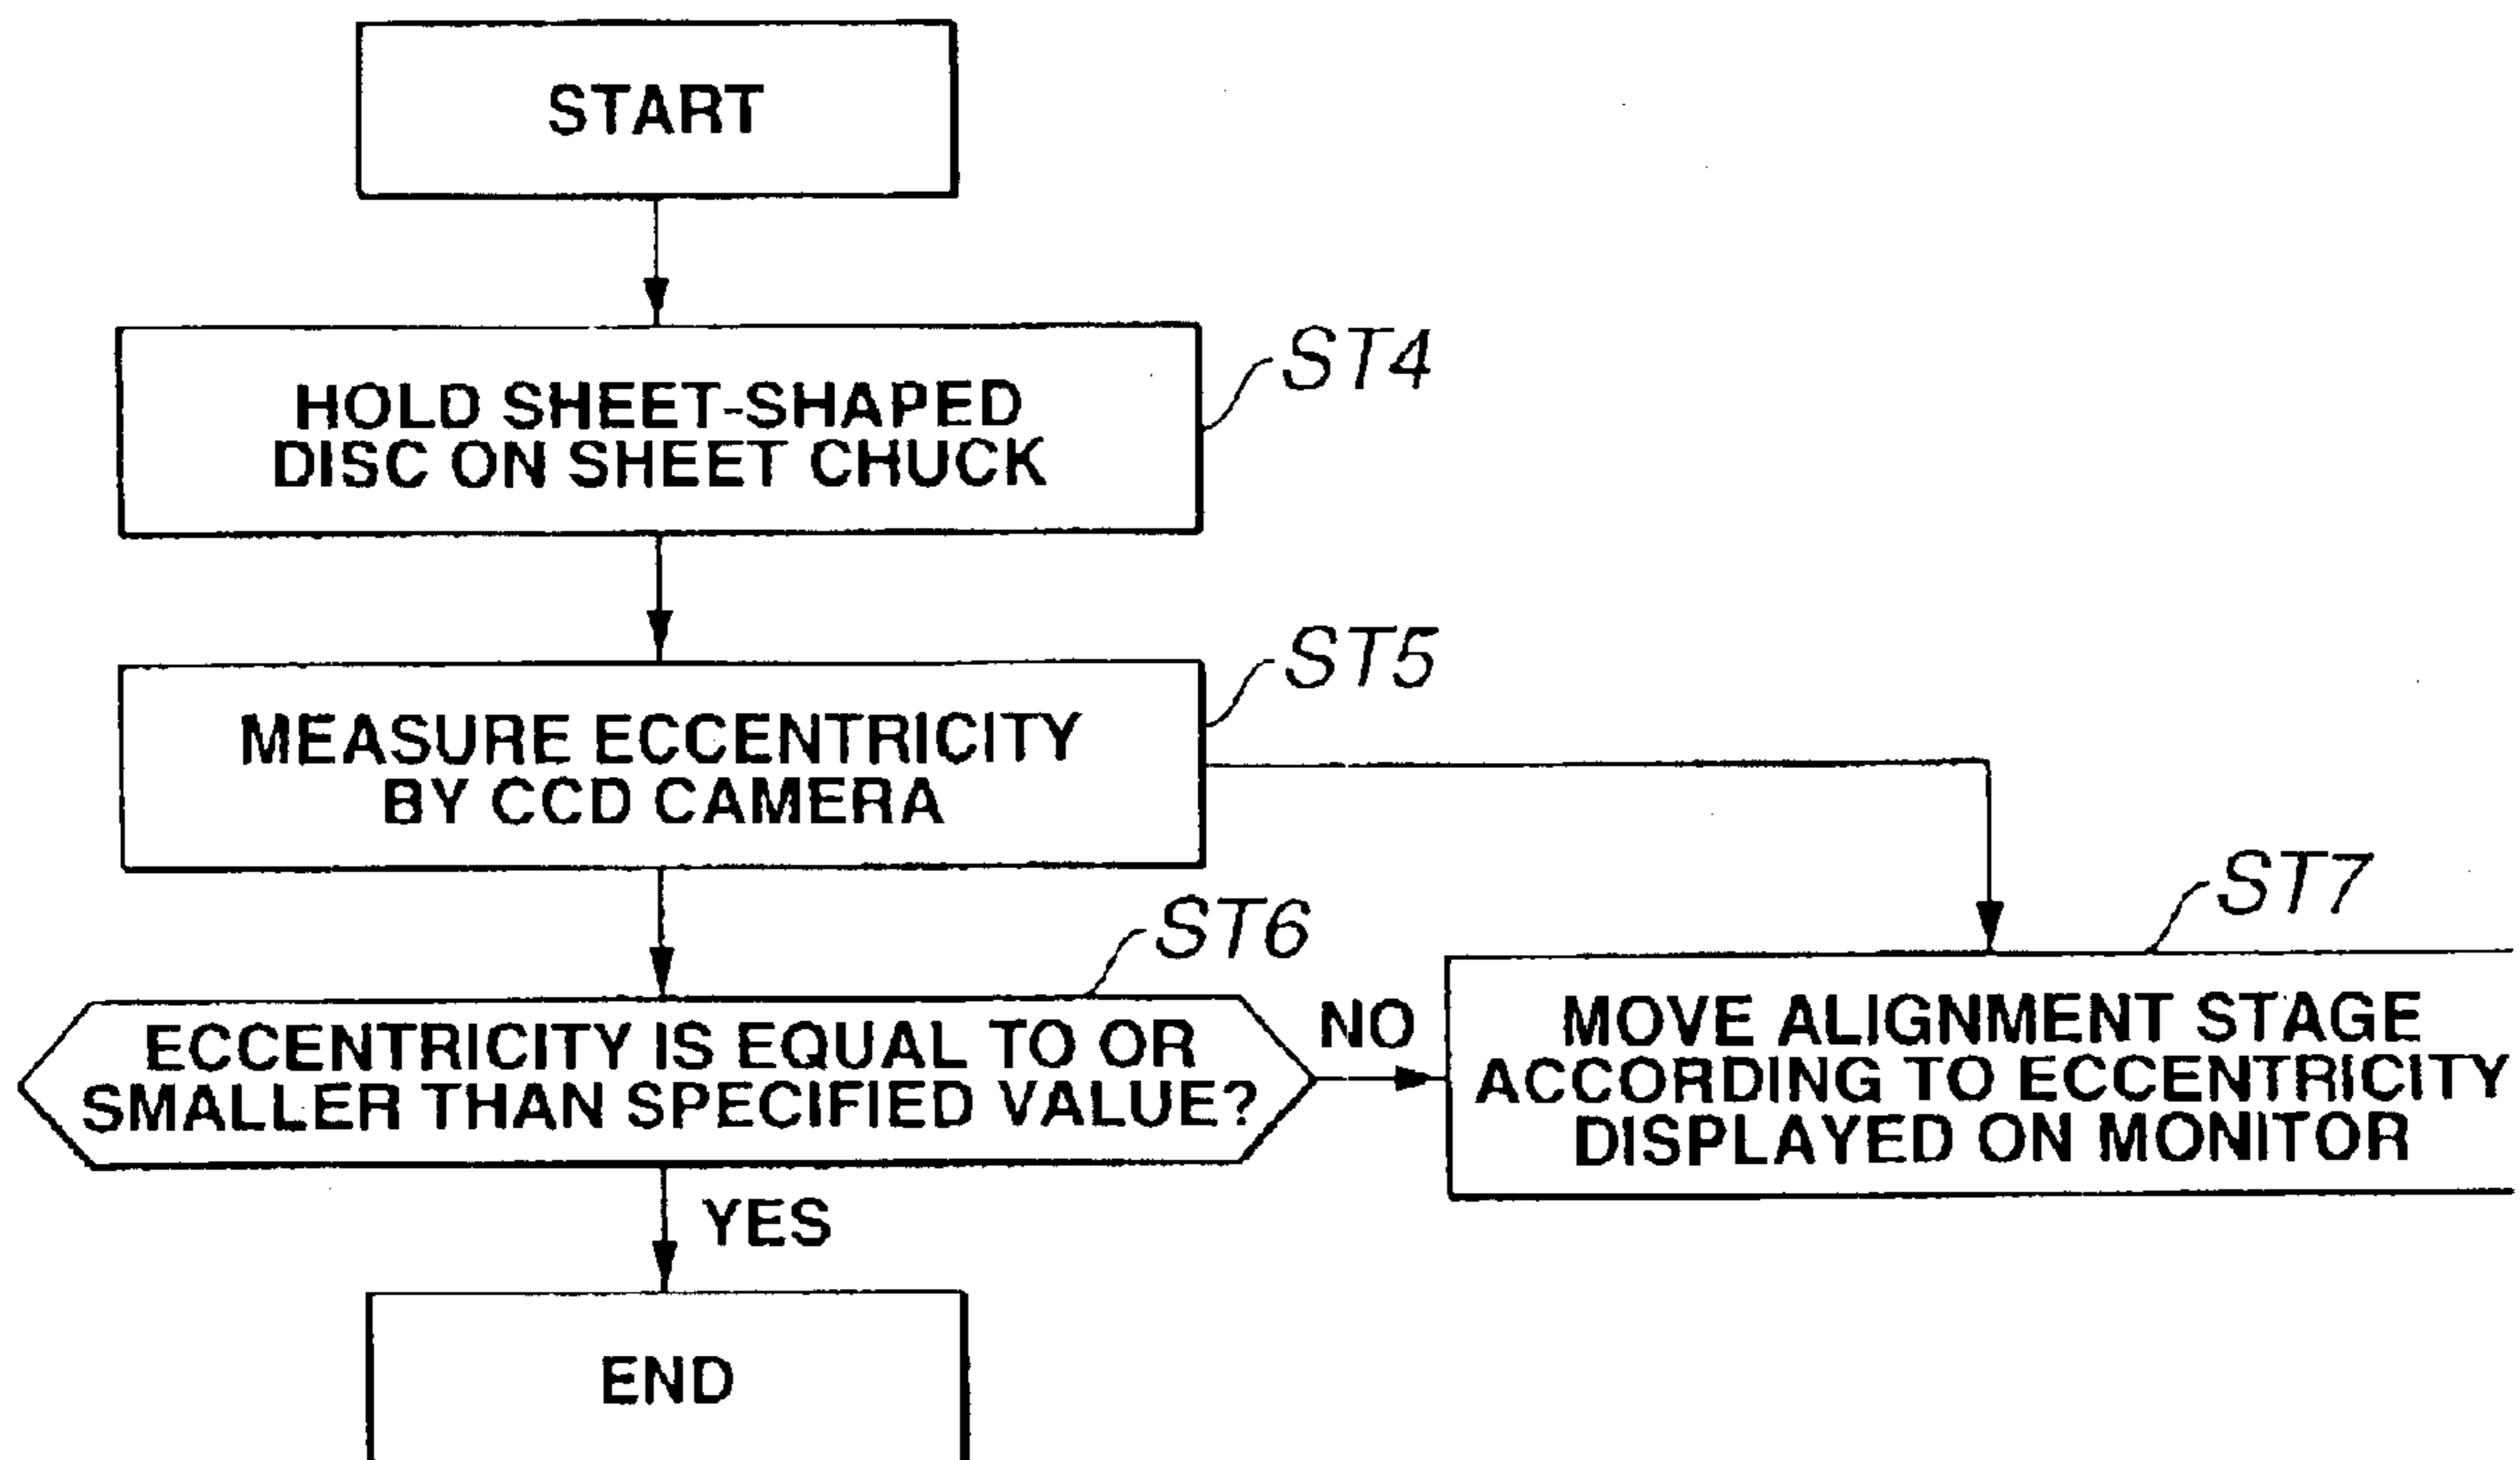 START
HOLD SHEET-SHAPED
DISC ON SHEET CHUCK
ST4
MEASURE ECCENTRICITY
BY CCD CAMERA
ST5
ECCENTRICITY IS EQUAL TO OR
SMALLER THAN SPECIFIED VALUE?
ST6
NO
MOVE ALIGNMENT STAGE
ACCORDING TO ECCENTRICITY
DISPLAYED ON MONITOR
ST7
YES
END